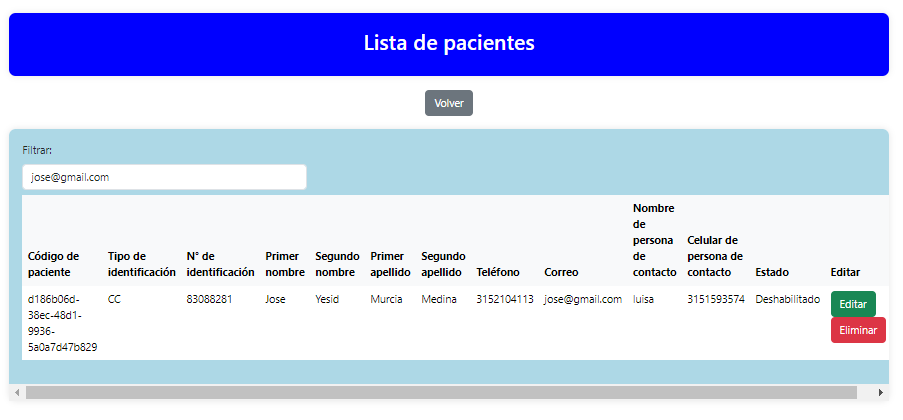 Lista de pacientes
Volver
Filtrar:
jose@gmail.com
Código de paciente Tipo de identificación N° de identificación Primer nombre Segundo nombre Primer apellido Segundo apellido Teléfono Correo Nombre de persona de contacto Celular de persona de contacto Estado Editar
d186b06d-38ec-48d1-9936-5a0a7d47b829 CC 83088281 Jose Yesid Murcia Medina 3152104113 jose@gmail.com luisa 3151593574 Deshabilitado Editar
Eliminar